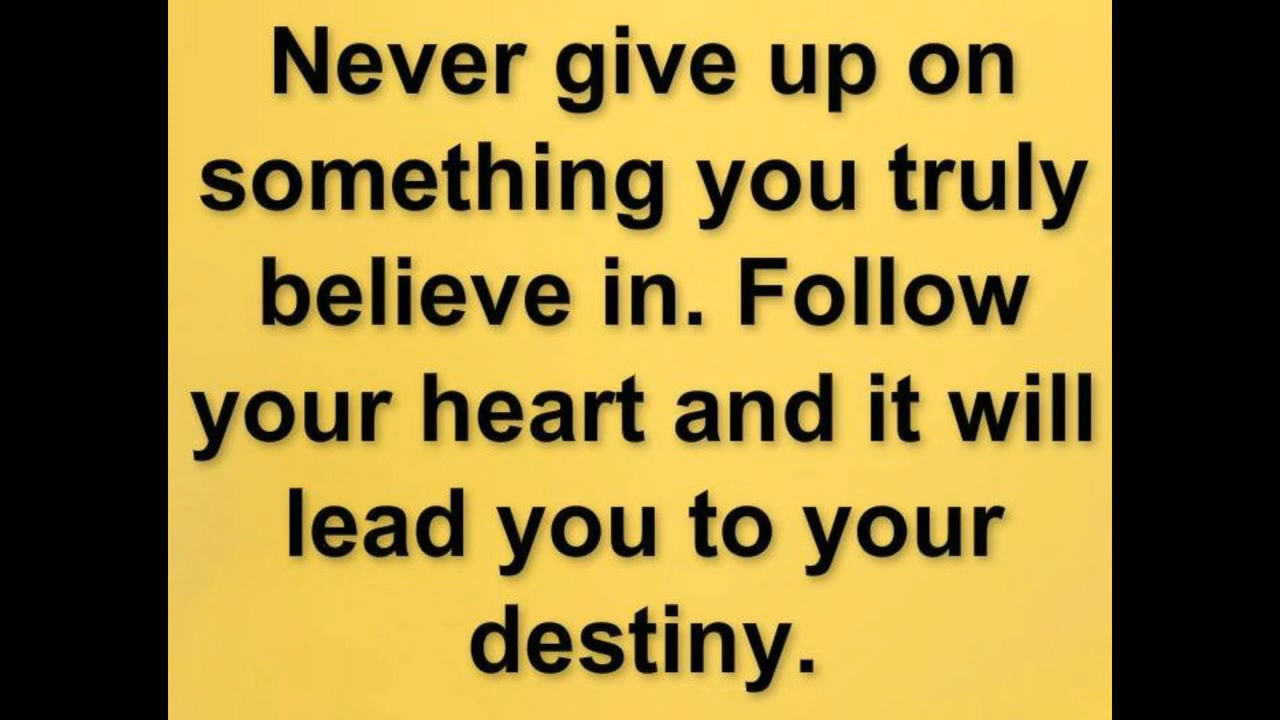 Never give up on
something you truly
believe in. Follow
your heart and it will
lead you to your
destiny.